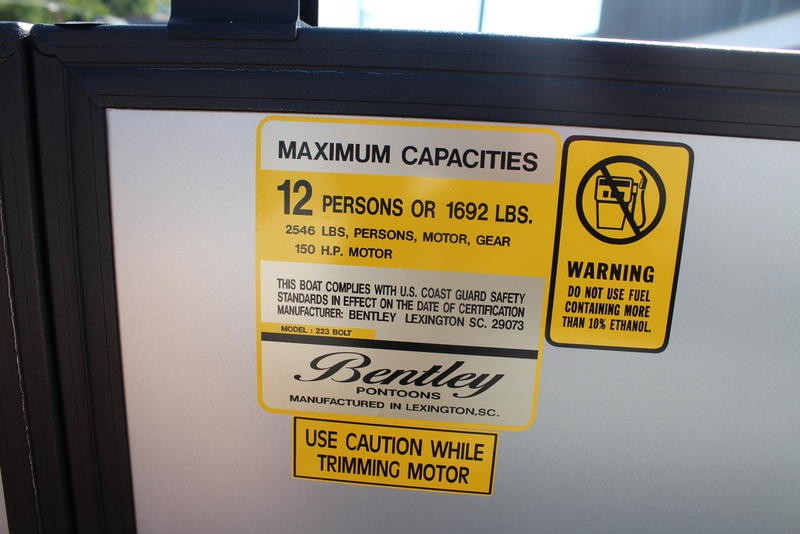 MAXIMUM CAPACITIES
12 PERSONS OR 1692 LBS.
2546 LBS, PERSONS, MOTOR, GEAR
150 H.P. MOTOR
THIS BOAT COMPLIES WITH U.S. COAST GUARD SAFETY
STANDARDS IN EFFECT ON THE DATE OF CERTIFICATION
MANUFACTURER: BENTLEY LEXINGTON SC. 29073
MODEL: 223 BOLT
Bentley
PONTOONS
MANUFACTURED IN LEXINGTON,SC.
WARNING
DO NOT USE FUEL
CONTAINING MORE
THAN 10% ETHANOL.
USE CAUTION WHILE
TRIMMING MOTOR